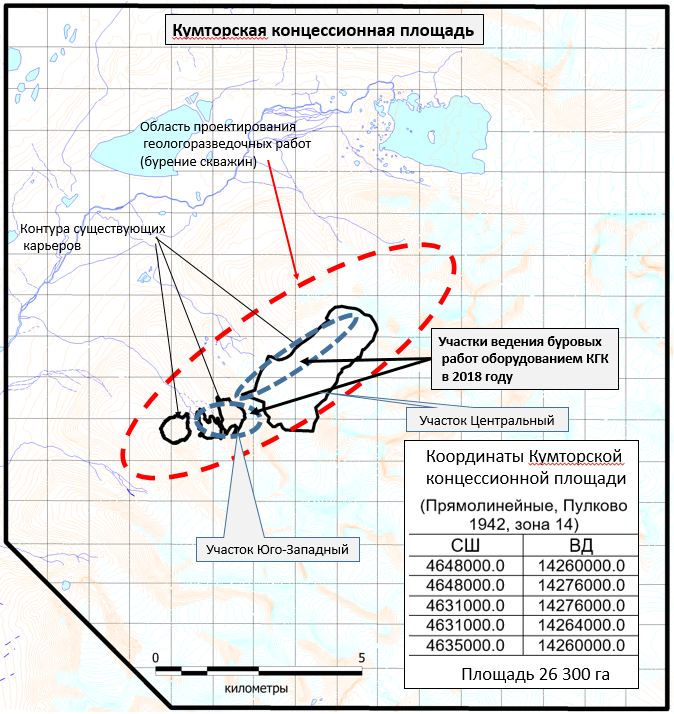 Кумторская концессионная площадь
Область проектирования
геологоразведочных работ
(бурение скважин)
Контура существующих
карьеров
Участки ведения буровых
работ оборудованием КГК
в 2018 году
Участок Центральный
Участок Юго-Западный
Координаты Кумторской
концессионной площади
(Прямолинейные, Пулково
1942, зона 14)
СШ ВД
4648000.0 14260000.0
4648000.0 14276000.0
4631000.0 14276000.0
4631000.0 14264000.0
4635000.0 14260000.0
Площадь 26 300 га
0 5
километры